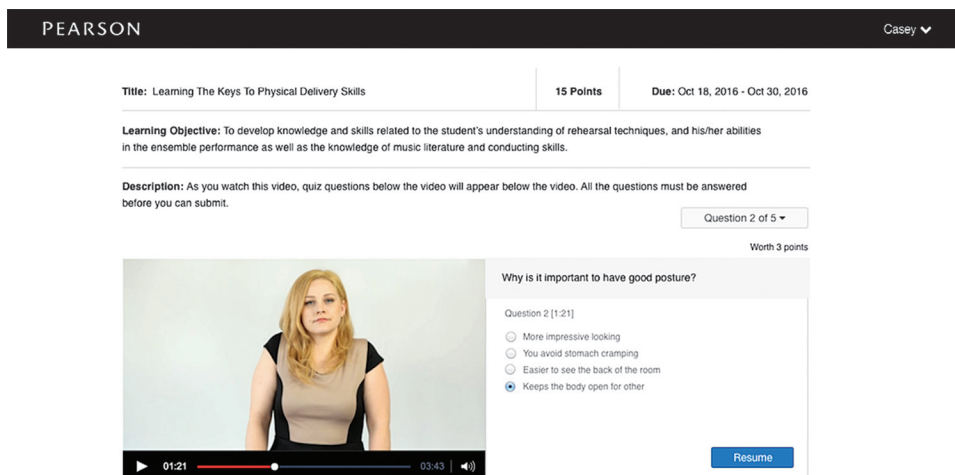 PEARSON
Casey
Title: Learning The Keys To Physical Delivery Skills
15 Points
Due: Oct 18, 2016 - Oct 30, 2016
Learning Objective: To develop knowledge and skills related to the student's understanding of rehearsal techniques, and his/her abilities
in the ensemble performance as well as the knowledge of music literature and conducting skills.
Description: As you watch this video, quiz questions below the video will appear below the video. All the questions must be answered
before you can submit.
Question 2 of 5
Worth 3 points
Why is it important to have good posture?
Question 2 [1:21]
More impressive looking
You avoid stomach cramping
Easier to see the back of the room
Keeps the body open for other
Resume
01:21
03:43